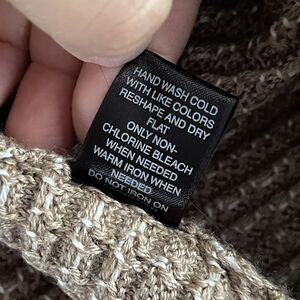 HAND WASH COLD
WITH LIKE COLORS
RESHAPE AND DRY
FLAT
ONLY NON-
CHLORINE BLEACH
WHEN NEEDED
WARM IRON WHEN
NEEDED
DO NOT IRON ON